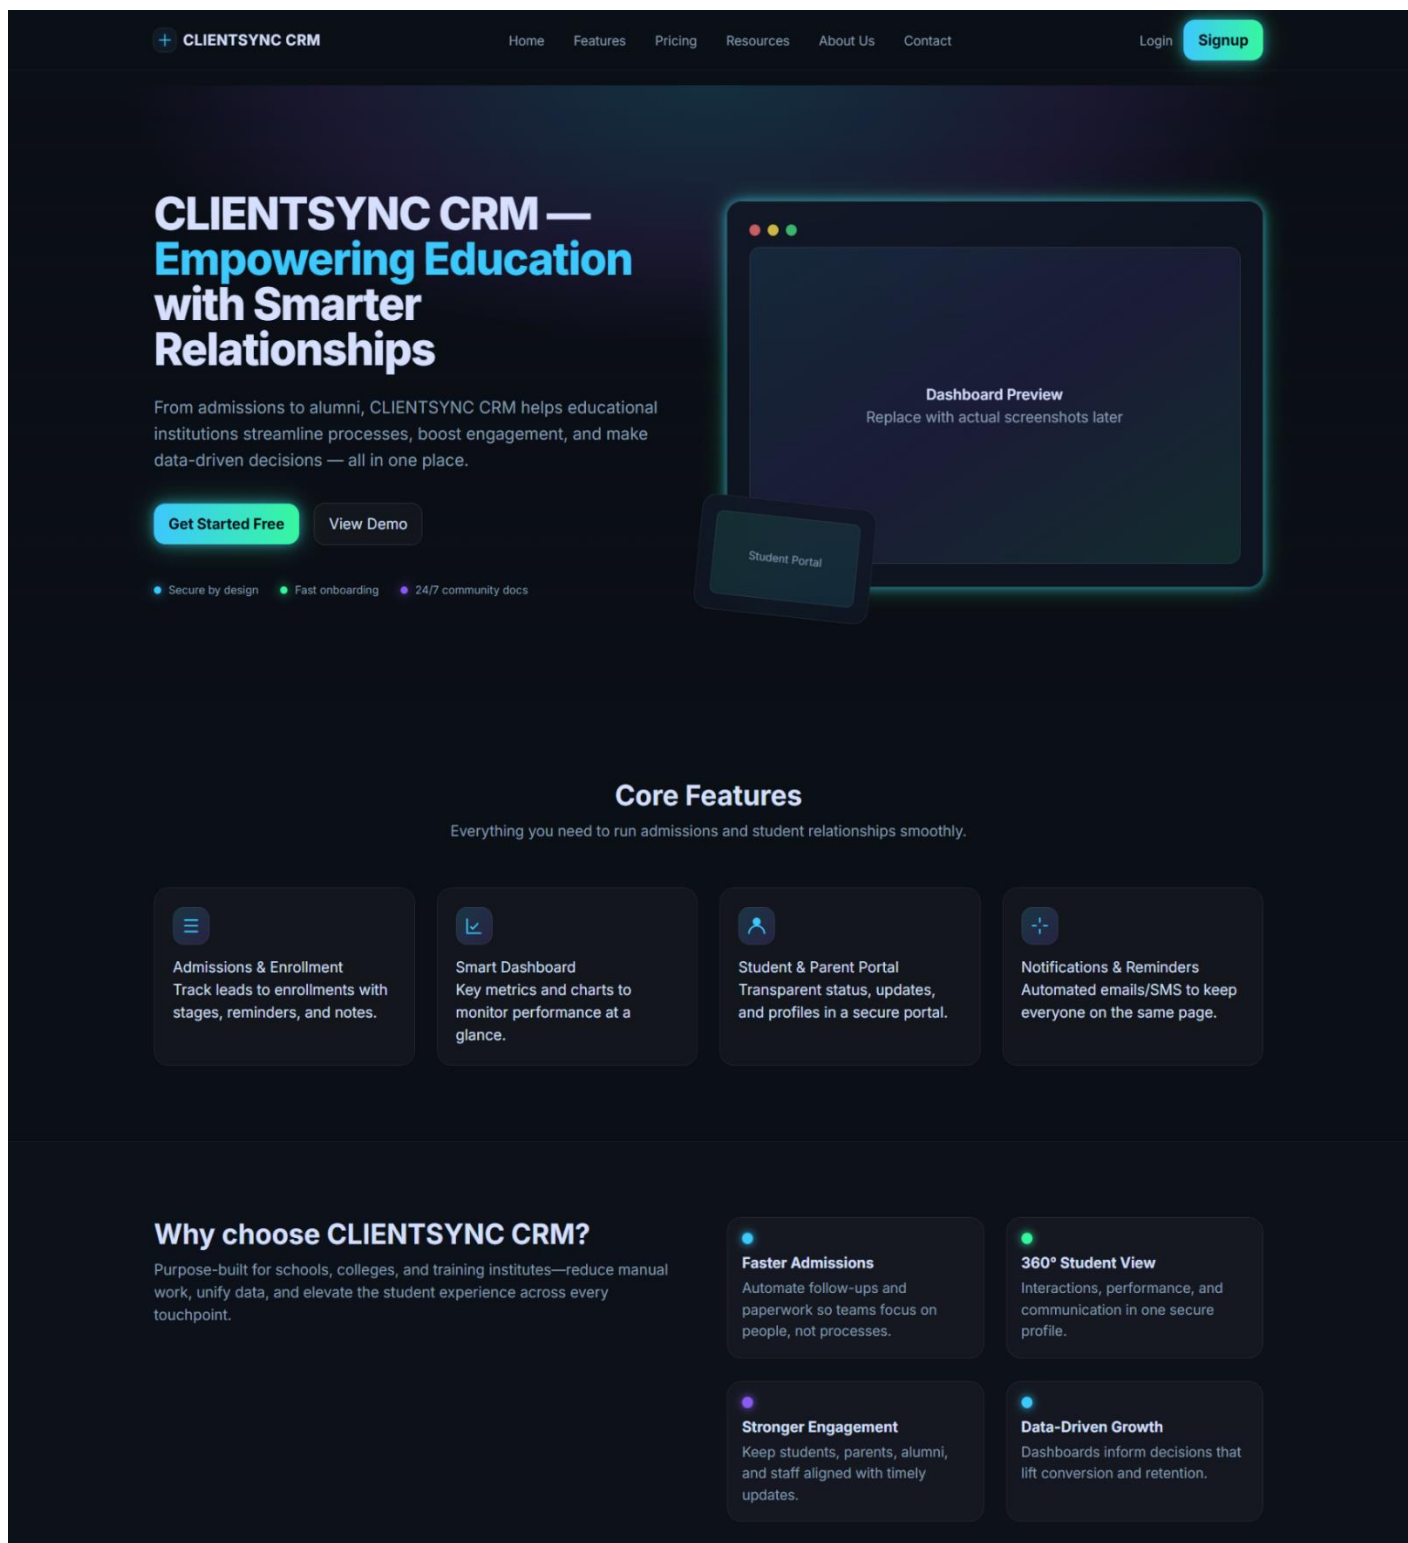 CLIENTSYNC CRM
Home
Features
Pricing
Resources
About Us
Contact
Login
Signup
CLIENTSYNC CRM —
Empowering Education
with Smarter
Relationships
From admissions to alumni, CLIENTSYNC CRM helps educational
institutions streamline processes, boost engagement, and make
data-driven decisions — all in one place.
Get Started Free
View Demo
Secure by design
Fast onboarding
24/7 community docs
Dashboard Preview
Replace with actual screenshots later
Student Portal
Core Features
Everything you need to run admissions and student relationships smoothly.
Admissions & Enrollment
Track leads to enrollments with
stages, reminders, and notes.
Smart Dashboard
Key metrics and charts to
monitor performance at a
glance.
Student & Parent Portal
Transparent status, updates,
and profiles in a secure portal.
Notifications & Reminders
Automated emails/SMS to keep
everyone on the same page.
Why choose CLIENTSYNC CRM?
Purpose-built for schools, colleges, and training institutes—reduce manual
work, unify data, and elevate the student experience across every
touchpoint.
Faster Admissions
Automate follow-ups and
paperwork so teams focus on
people, not processes.
360° Student View
Interactions, performance, and
communication in one secure
profile.
Stronger Engagement
Keep students, parents, alumni,
and staff aligned with timely
updates.
Data-Driven Growth
Dashboards inform decisions that
lift conversion and retention.